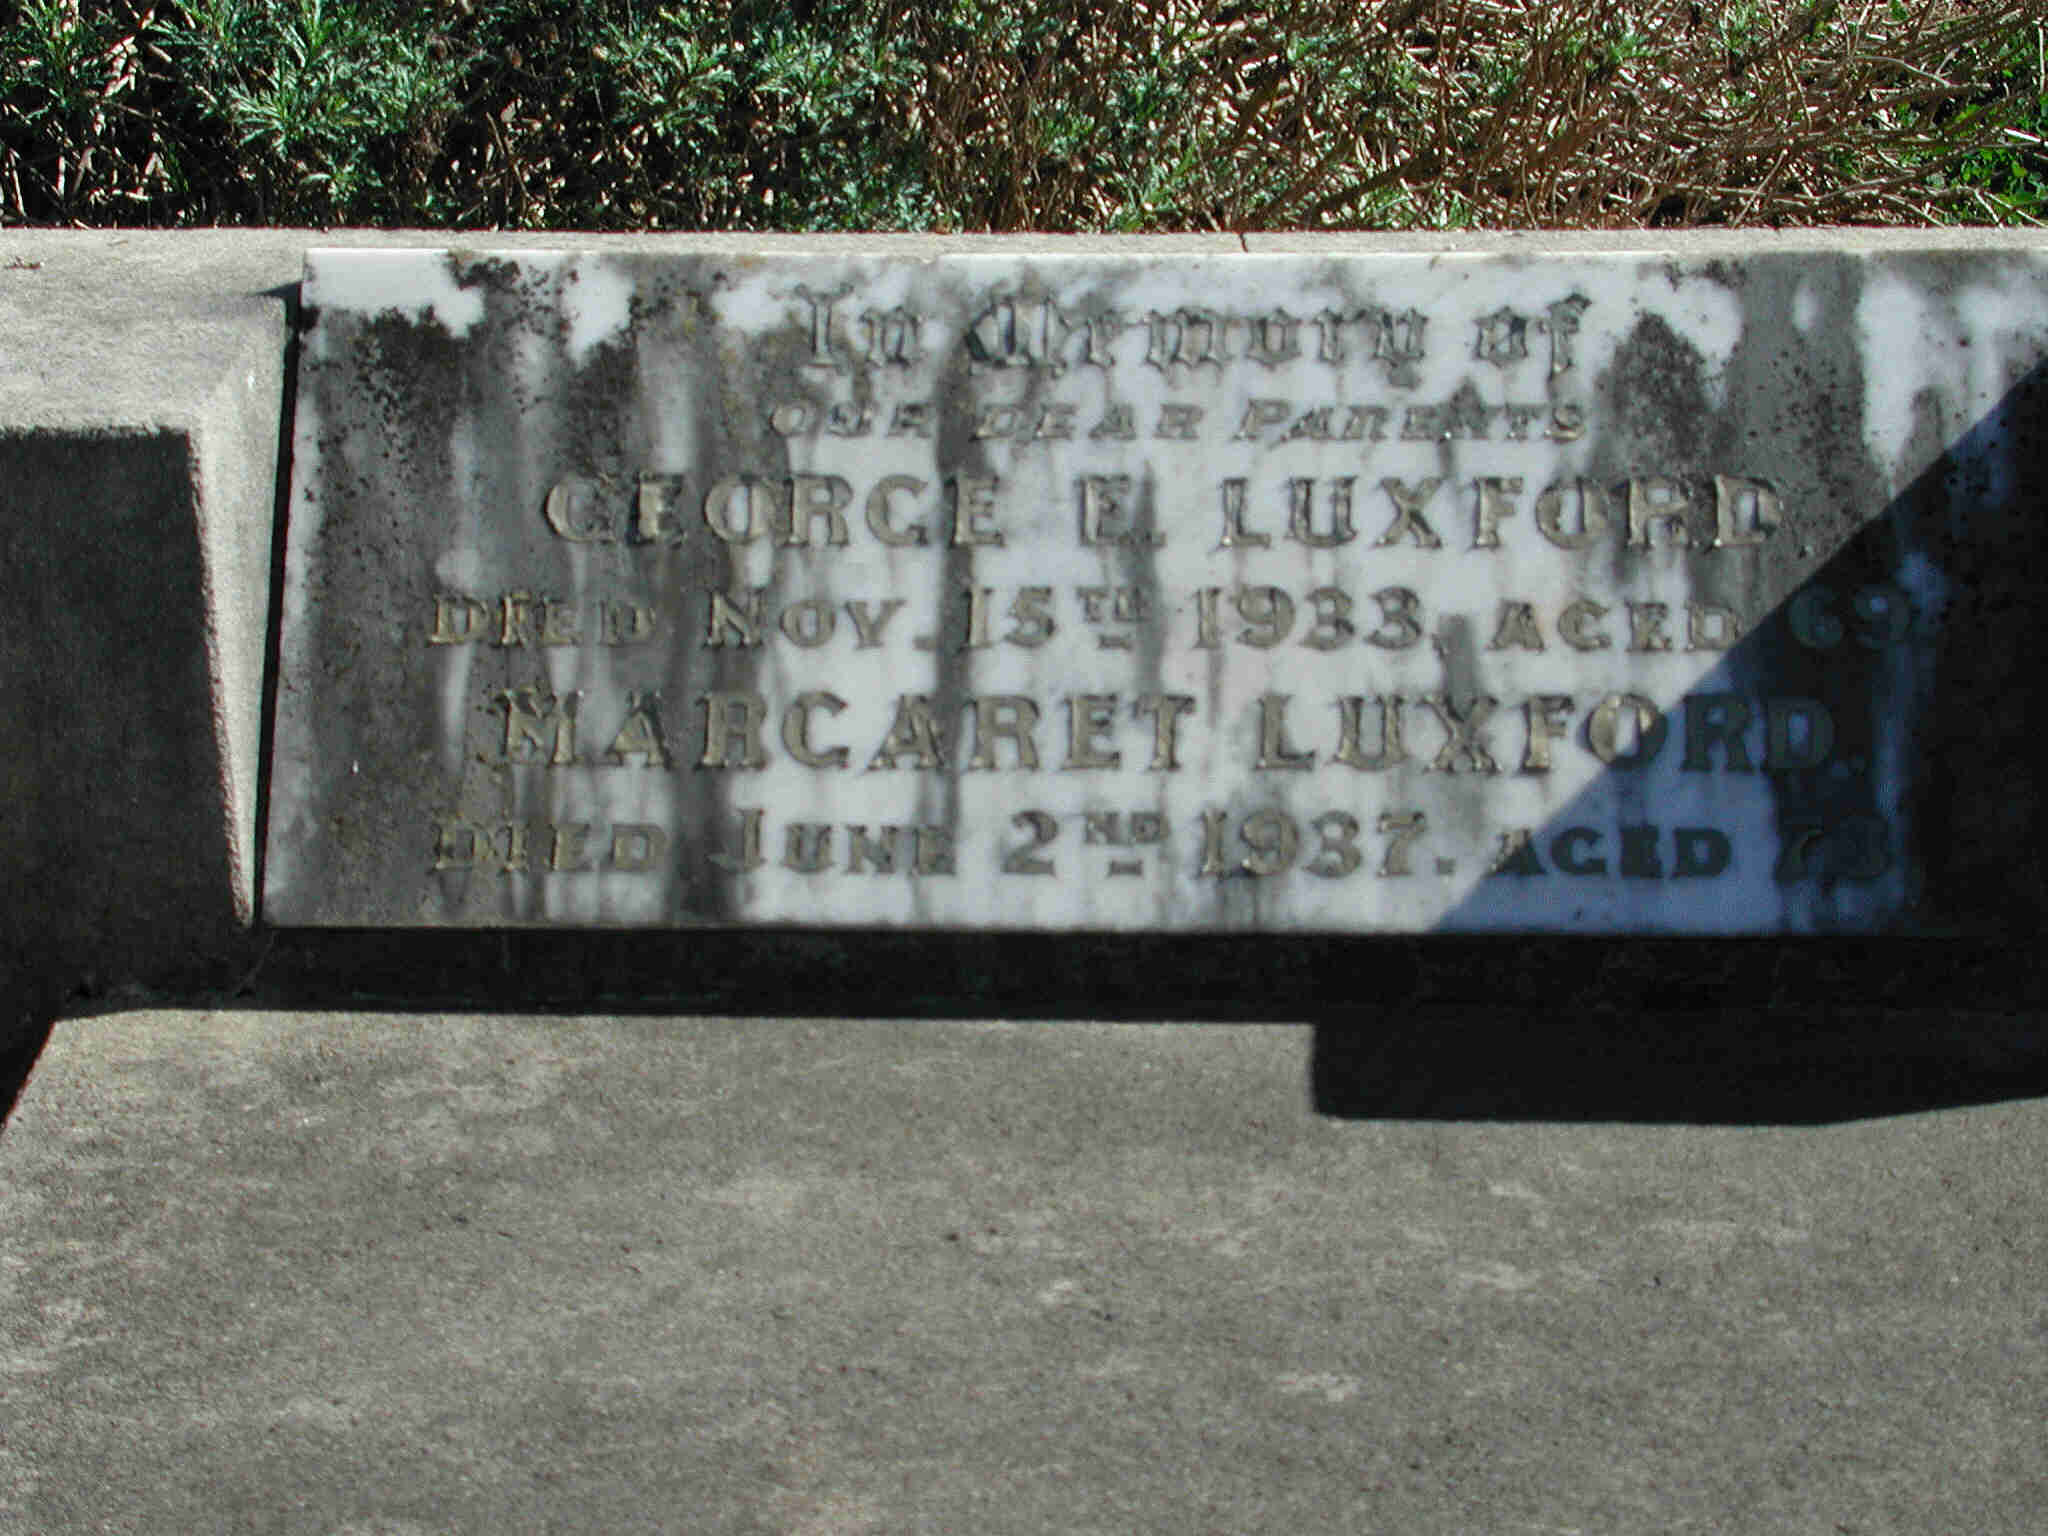 In Memory of
OUR DEAR PARENTS
GEORGE E. LUXFORD
DIED NOV. 15TH 1933. AGED 69
MARGARET LUXFORD.
DIED JUNE 2ND 1937. AGED 73